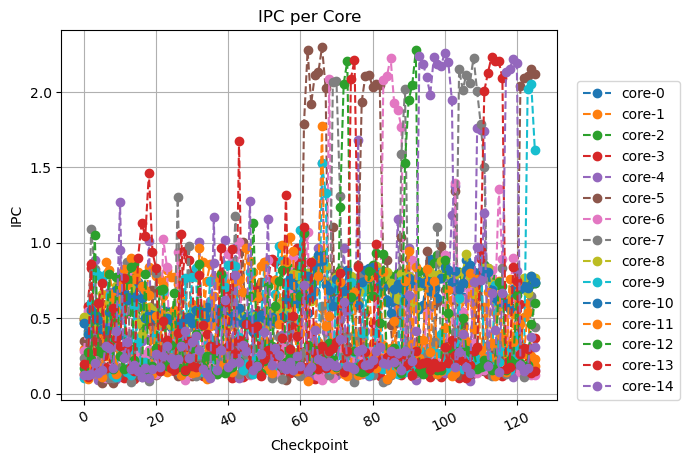 IPC per Core
IPC
2.0
1.5
1.0
0.5
0.0
0
20
40
60
80
100
120
Checkpoint
core-0
core-1
core-2
core-3
core-4
core-5
core-6
core-7
core-8
core-9
core-10
core-11
core-12
core-13
core-14